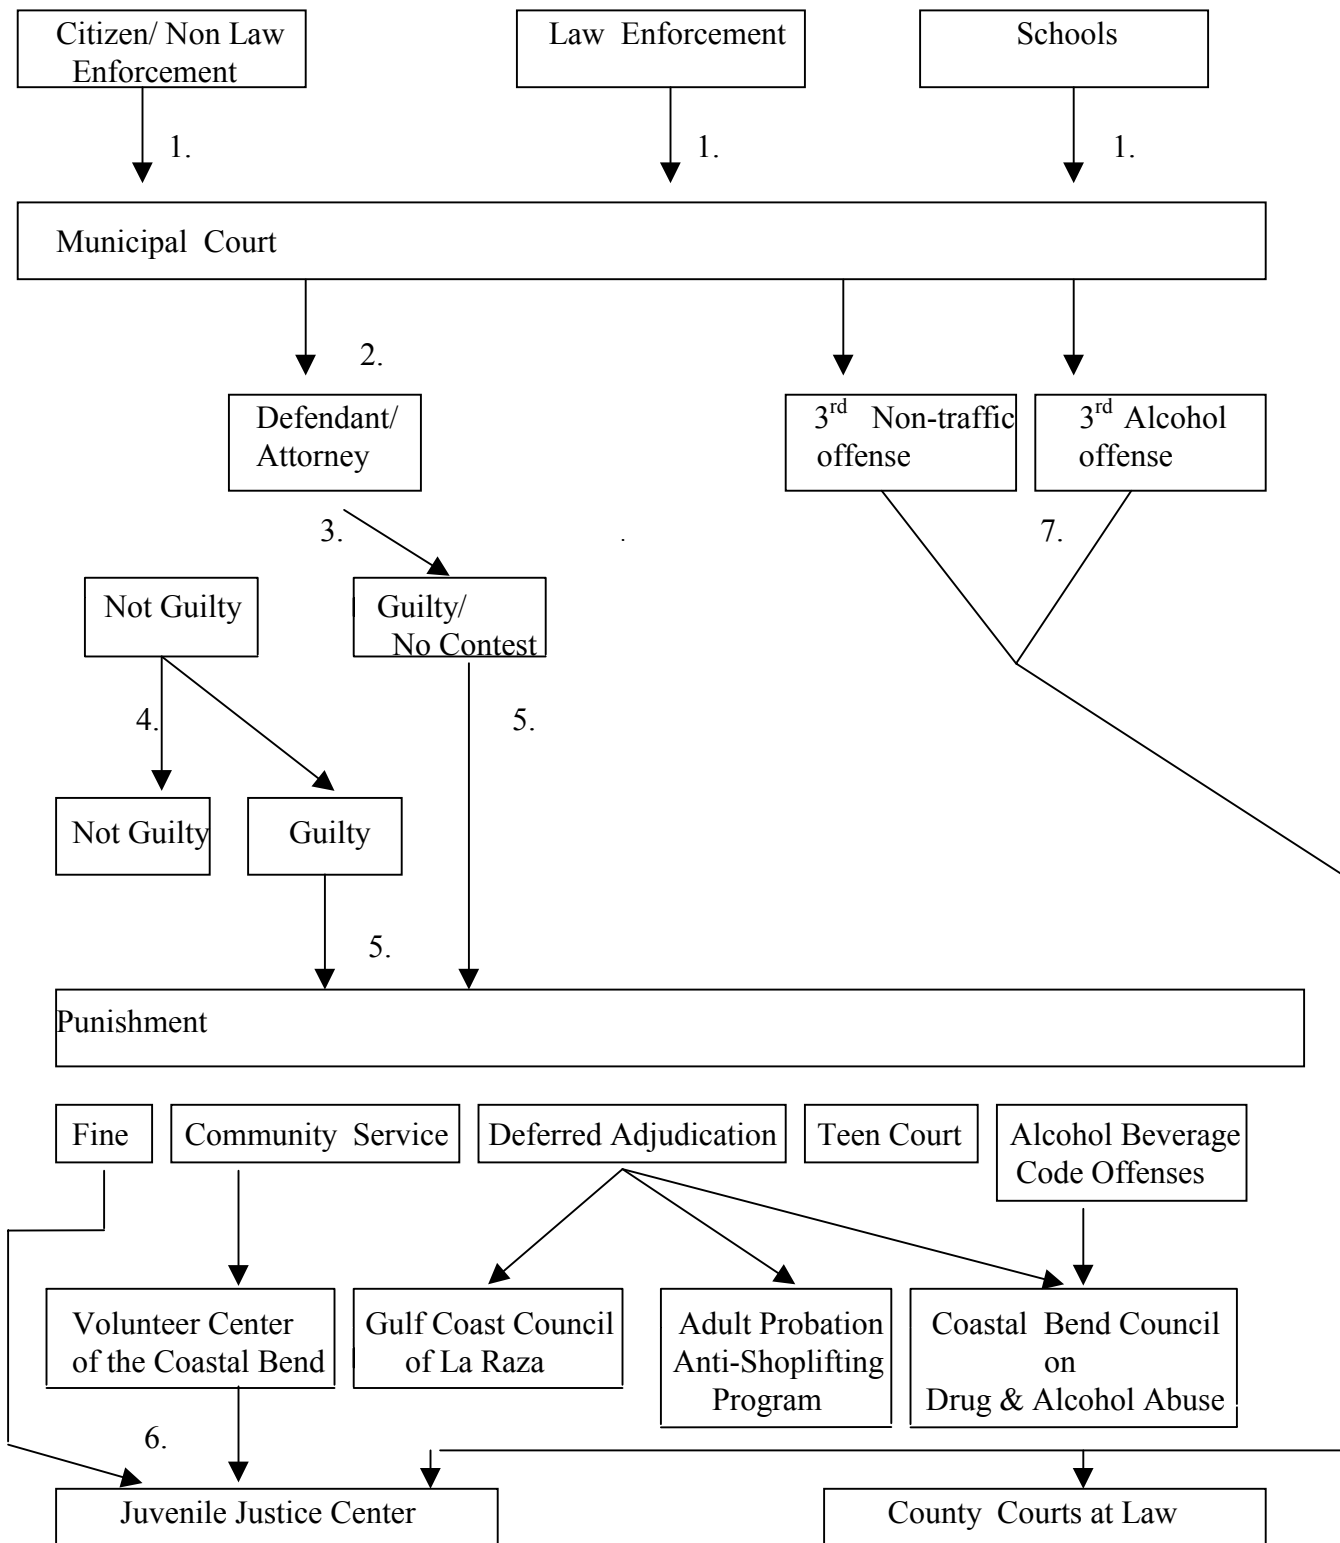 Citizen/ Non Law
Enforcement
Law Enforcement
Schools
1.
1.
1.
Municipal Court
2.
Defendant/
Attorney
3rd Non-traffic
offense
3rd Alcohol
offense
3.
7.
Not Guilty
Guilty/
No Contest
4.
5.
Not Guilty
Guilty
5.
Punishment
Fine
Community Service
Deferred Adjudication
Teen Court
Alcohol Beverage
Code Offenses
Volunteer Center
of the Coastal Bend
Gulf Coast Council
of La Raza
Adult Probation
Anti-Shoplifting
Program
Coastal Bend Council
on
Drug & Alcohol Abuse
6.
Juvenile Justice Center
County Courts at Law